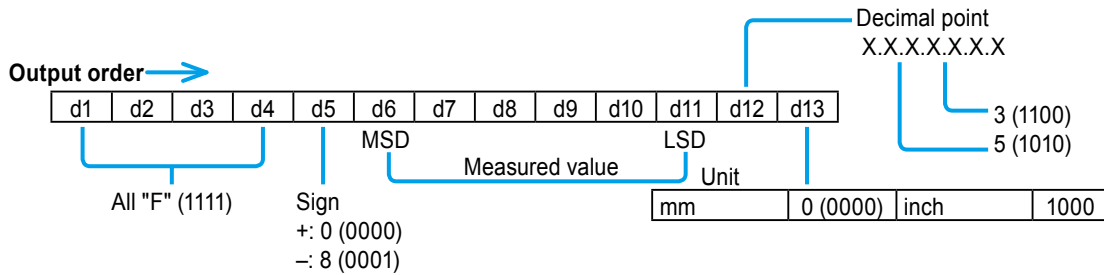 Decimal point
X.X.X.X.X.X.X
Output order
d1 d2 d3 d4 d5 d6 d7 d8 d9 d10 d11 d12 d13
3 (1100)
5 (1010)
MSD LSD
Measured value
Unit
All "F" (1111)
Sign
+: 0 (0000)
–: 8 (0001)
mm 0 (0000) inch 1000